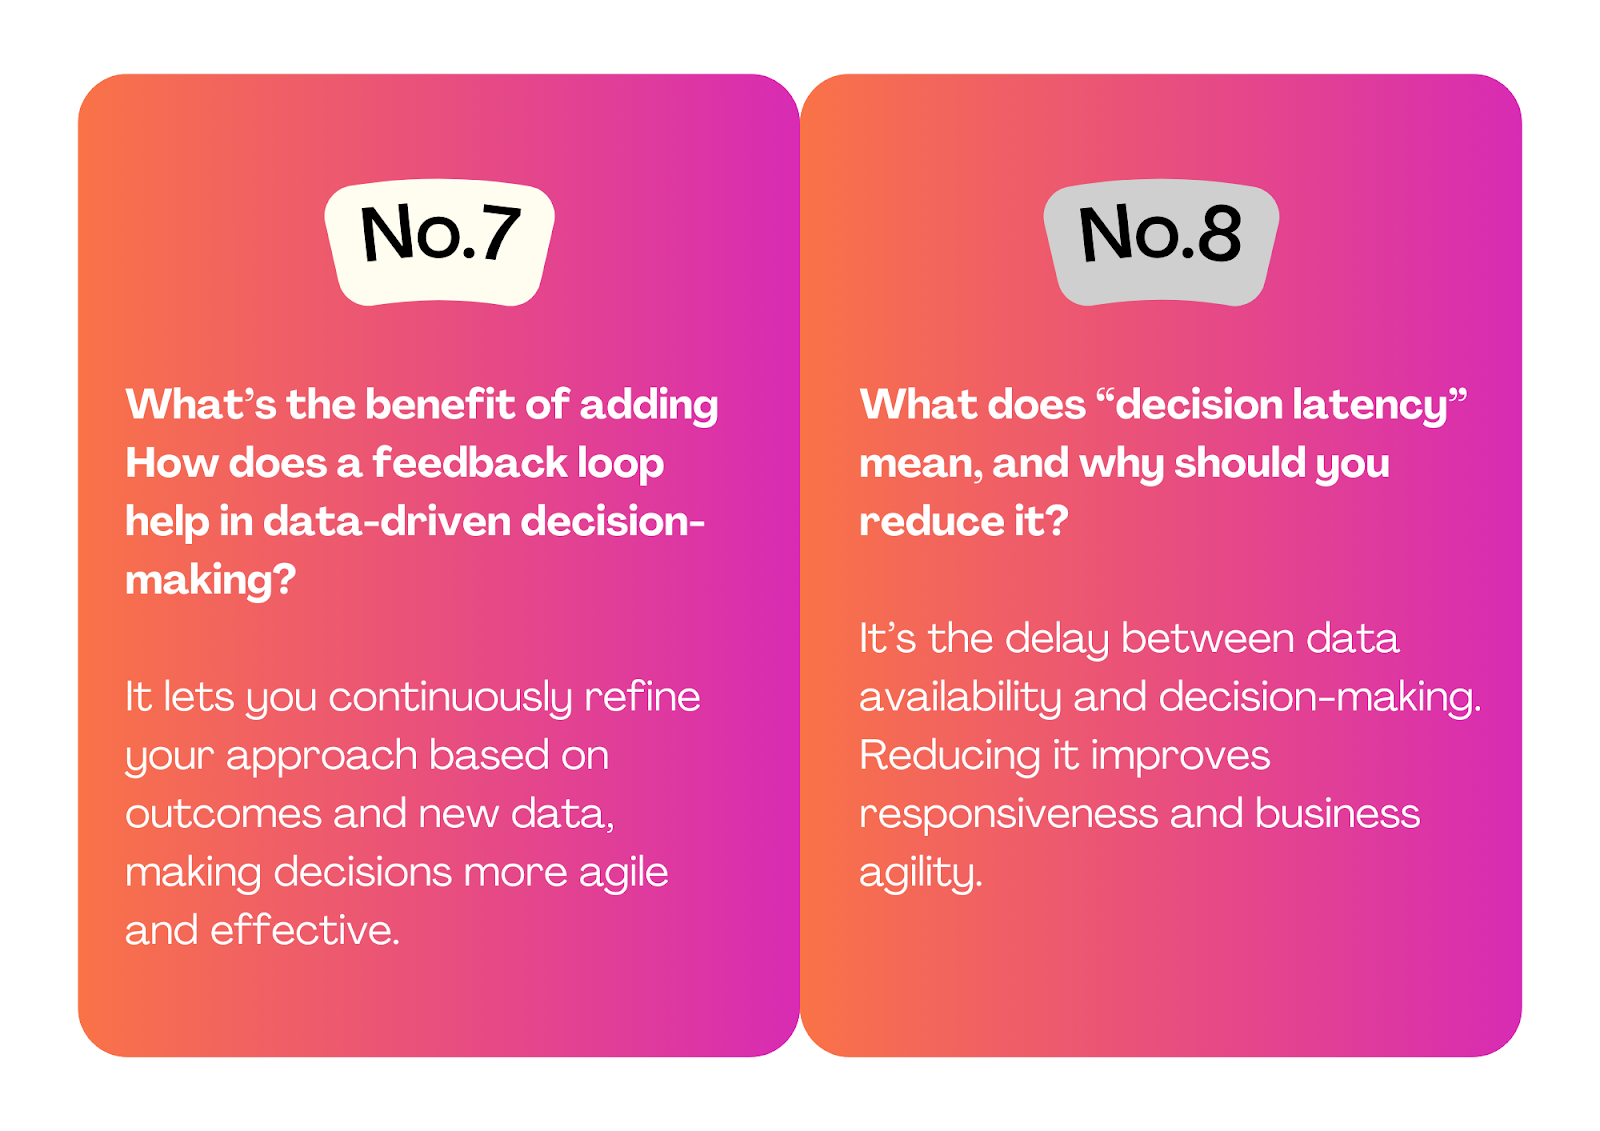 No.7
What’s the benefit of adding
How does a feedback loop
help in data-driven decision-
making?
It lets you continuously refine
your approach based on
outcomes and new data,
making decisions more agile
and effective.
No.8
What does “decision latency”
mean, and why should you
reduce it?
It’s the delay between data
availability and decision-making.
Reducing it improves
responsiveness and business
agility.